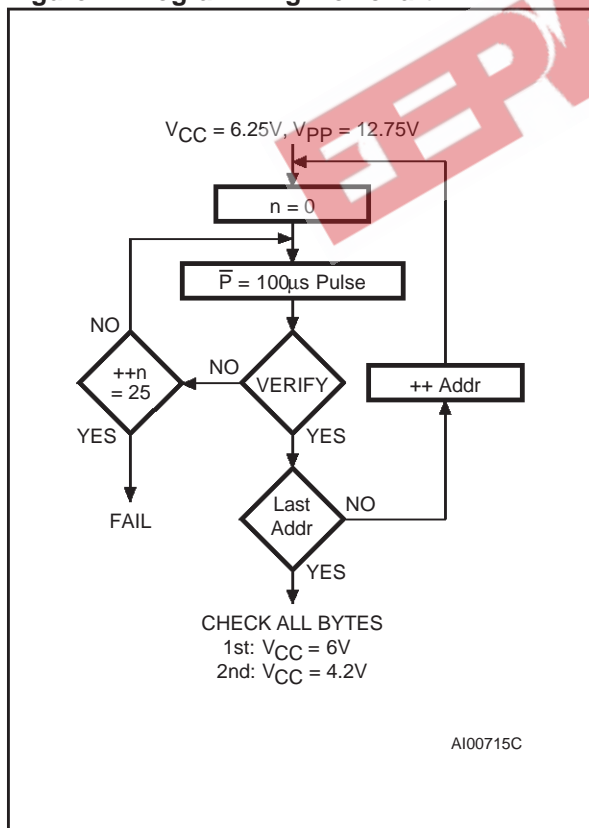 VCC = 6.25V, VPP = 12.75V
n = 0
P̅ = 100μs Pulse
NO
++n
= 25
NO
VERIFY
++ Addr
YES
YES
FAIL
Last
Addr
NO
YES
CHECK ALL BYTES
1st: VCC = 6V
2nd: VCC = 4.2V
AI00715C